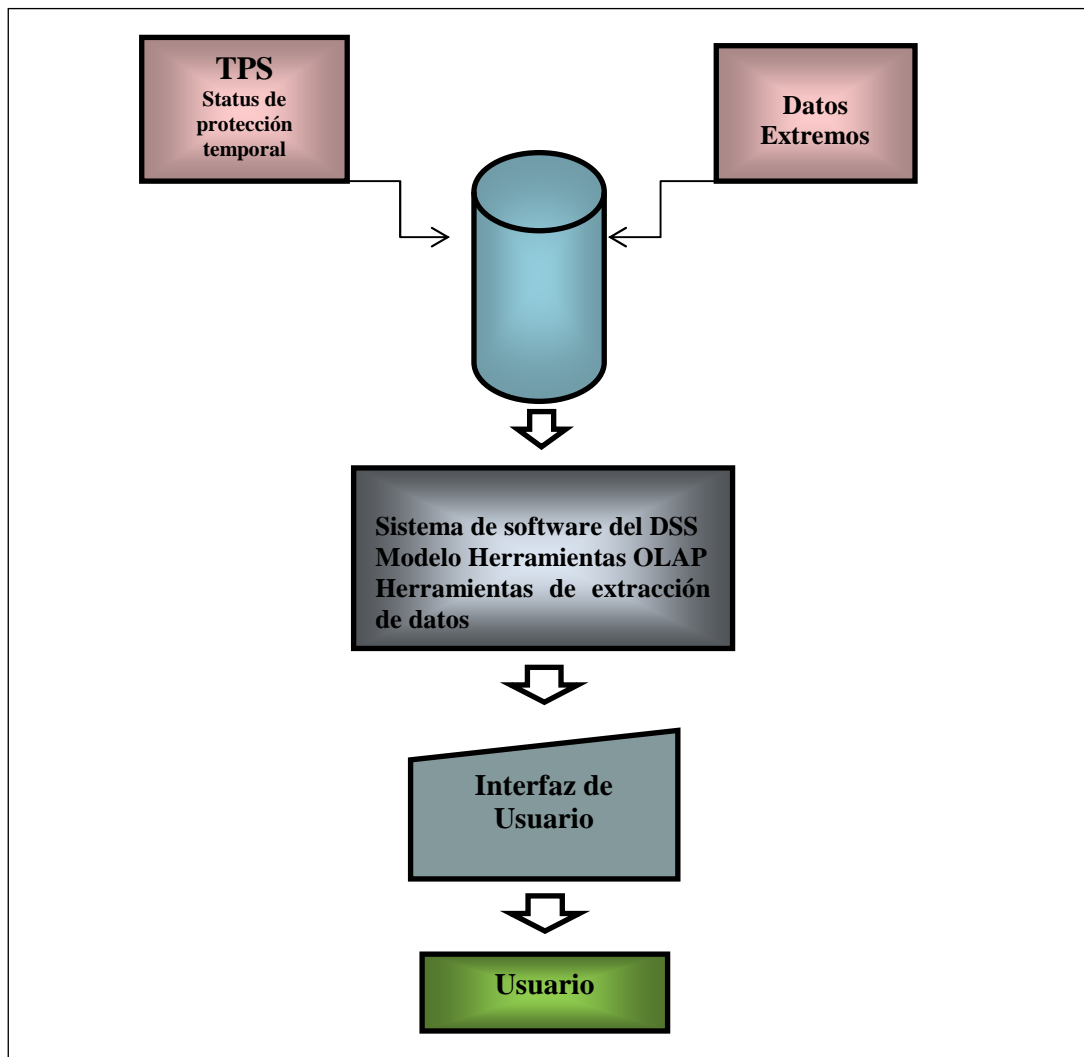 TPS
Status de
protección
temporal
Datos
Extremos
Sistema de software del DSS
Modelo Herramientas OLAP
Herramientas de extracción
de datos
Interfaz de
Usuario
Usuario